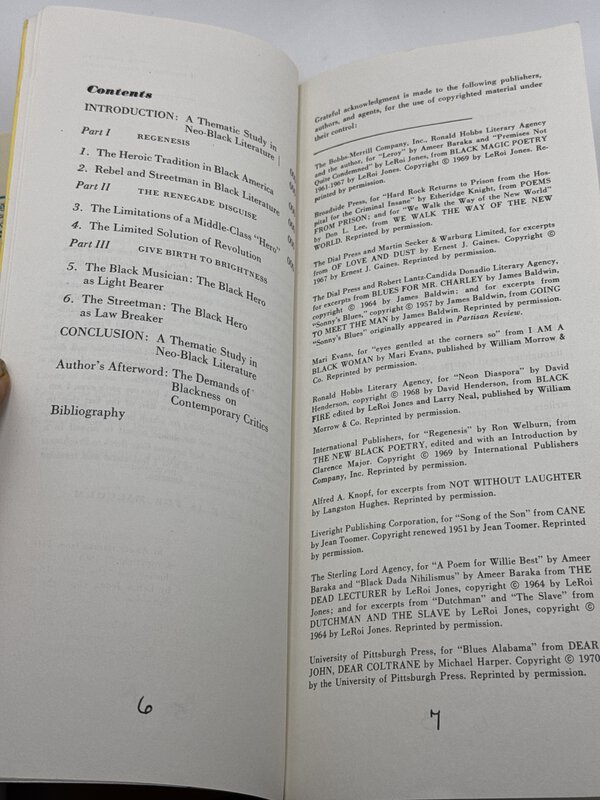 Contents
INTRODUCTION: A Thematic Study in
Neo-Black Literature
Part I
REGENESIS
1. The Heroic Tradition in Black America
2. Rebel and Streetman in Black Literature
Part II
THE RENEGADE DISGUISE
3. The Limitations of a Middle-Class "Hero"
4. The Limited Solution of Revolution
Part III
GIVE BIRTH TO BRIGHTNESS
5. The Black Musician: The Black Hero
as Light Bearer
6. The Streetman: The Black Hero
as Law Breaker
CONCLUSION: A Thematic Study in
Neo-Black Literature
Author's Afterword: The Demands of
Blackness on
Contemporary Critics
Bibliography
6
Grateful acknowledgment is made to the following publishers,
authors, and agents, for the use of copyrighted material under
their control:
The Bobbs-Merrill Company, Inc., Ronald Hobbs Literary Agency
and the author, for "Leroy" by Ameer Baraka and "Premises Not
Quite Condemned" by LeRoi Jones, from BLACK MAGIC POETRY
1961-1967 by LeRoi Jones. Copyright © 1969 by LeRoi Jones. Re-
printed by permission.
Broadside Press, for "Hard Rock Returns to Prison from the Hos-
pital for the Criminal Insane" by Etheridge Knight, from POEMS
FROM PRISON; and for "We Walk the Way of the New World"
by Don L. Lee, from WE WALK THE WAY OF THE NEW
WORLD. Reprinted by permission.
The Dial Press and Martin Secker & Warburg Limited, for excerpts
from OF LOVE AND DUST by Ernest J. Gaines. Copyright ©
1967 by Ernest J. Gaines. Reprinted by permission.
The Dial Press and Robert Lantz-Candida Donadio Literary Agency,
for excerpts from BLUES FOR MR. CHARLEY by James Baldwin,
copyright © 1964 by James Baldwin; and for excerpts from
"Sonny's Blues," copyright © 1957 by James Baldwin, from GOING
TO MEET THE MAN by James Baldwin. Reprinted by permission.
"Sonny's Blues" originally appeared in Partisan Review.
Mari Evans, for "eyes gentled at the corners so" from I AM A
BLACK WOMAN by Mari Evans, published by William Morrow &
Co. Reprinted by permission.
Ronald Hobbs Literary Agency, for "Neon Diaspora" by David
Henderson, copyright © 1968 by David Henderson, from BLACK
FIRE edited by LeRoi Jones and Larry Neal, published by William
Morrow & Co. Reprinted by permission.
International Publishers, for "Regenesis" by Ron Welburn, from
THE NEW BLACK POETRY, edited and with an Introduction by
Clarence Major. Copyright © 1969 by International Publishers
Company, Inc. Reprinted by permission.
Alfred A. Knopf, for excerpts from NOT WITHOUT LAUGHTER
by Langston Hughes. Reprinted by permission.
Liveright Publishing Corporation, for "Song of the Son" from CANE
by Jean Toomer. Copyright renewed 1951 by Jean Toomer. Reprinted
by permission.
The Sterling Lord Agency, for "A Poem for Willie Best" by Ameer
Baraka and "Black Dada Nihilismus" by Ameer Baraka from THE
DEAD LECTURER by LeRoi Jones, copyright © 1964 by LeRoi
Jones; and for excerpts from "Dutchman" and "The Slave" from
DUTCHMAN AND THE SLAVE by LeRoi Jones, copyright ©
1964 by LeRoi Jones. Reprinted by permission.
University of Pittsburgh Press, for "Blues Alabama" from DEAR
JOHN, DEAR COLTRANE by Michael Harper. Copyright © 1970
by the University of Pittsburgh Press. Reprinted by permission.
7